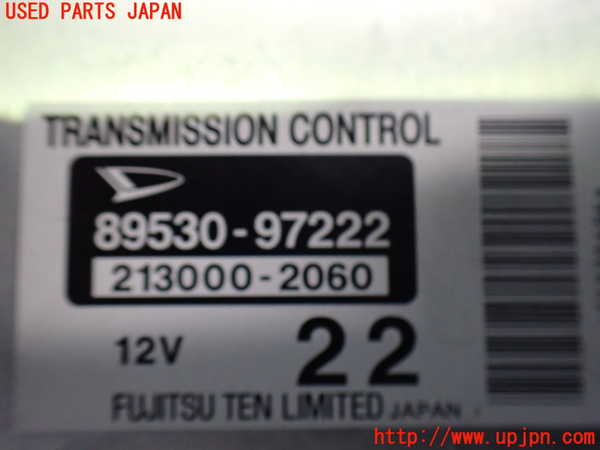 USED PARTS JAPAN
TRANSMISSION CONTROL
89530-97222
213000-2060
12V 22
FUJITSU TEN LIMITED JAPAN
http://www.upjpn.com